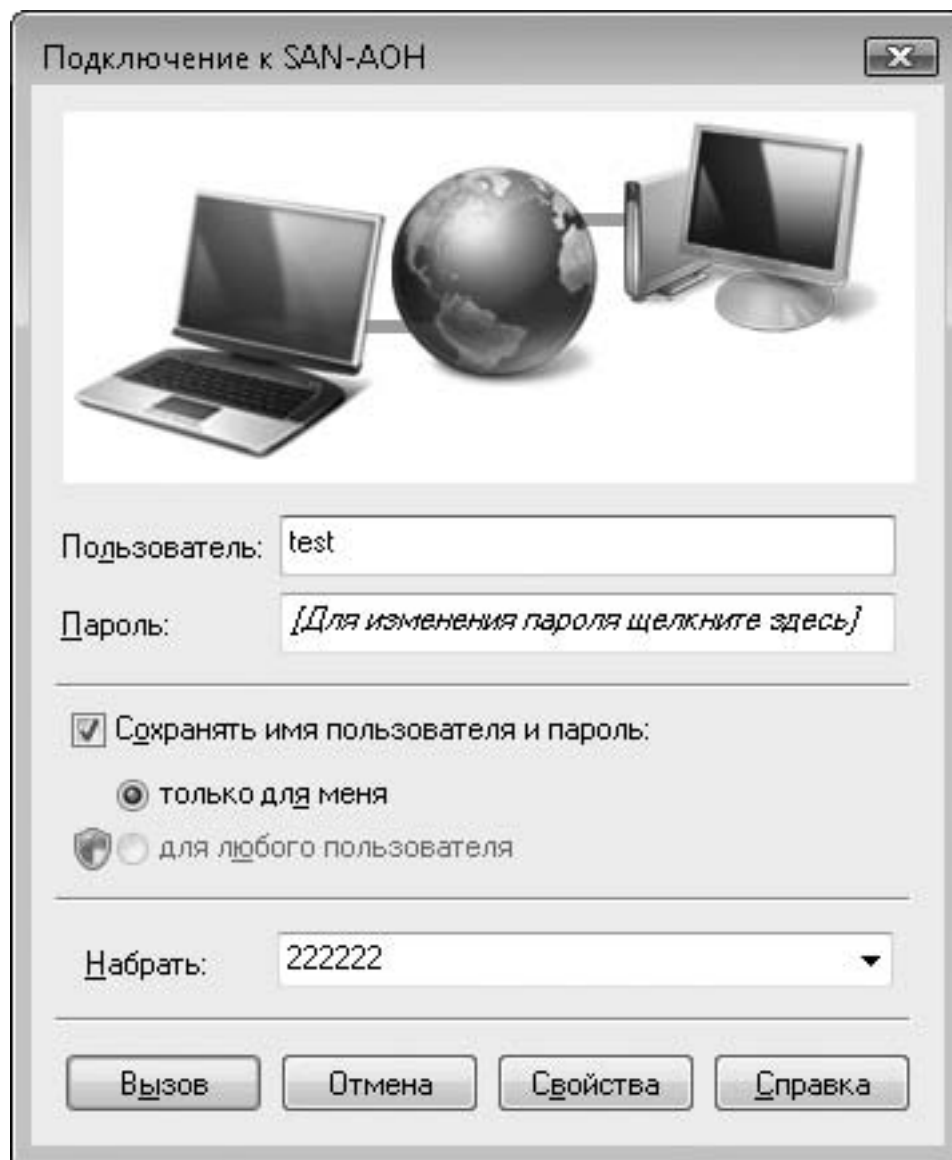 Подключение к SAN-АОН
Пользователь: test
Пароль: [Для изменения пароля щелкните здесь]
Сохранять имя пользователя и пароль:
только для меня
для любого пользователя
Набрать: 222222
Вызов Отмена Свойства Справка